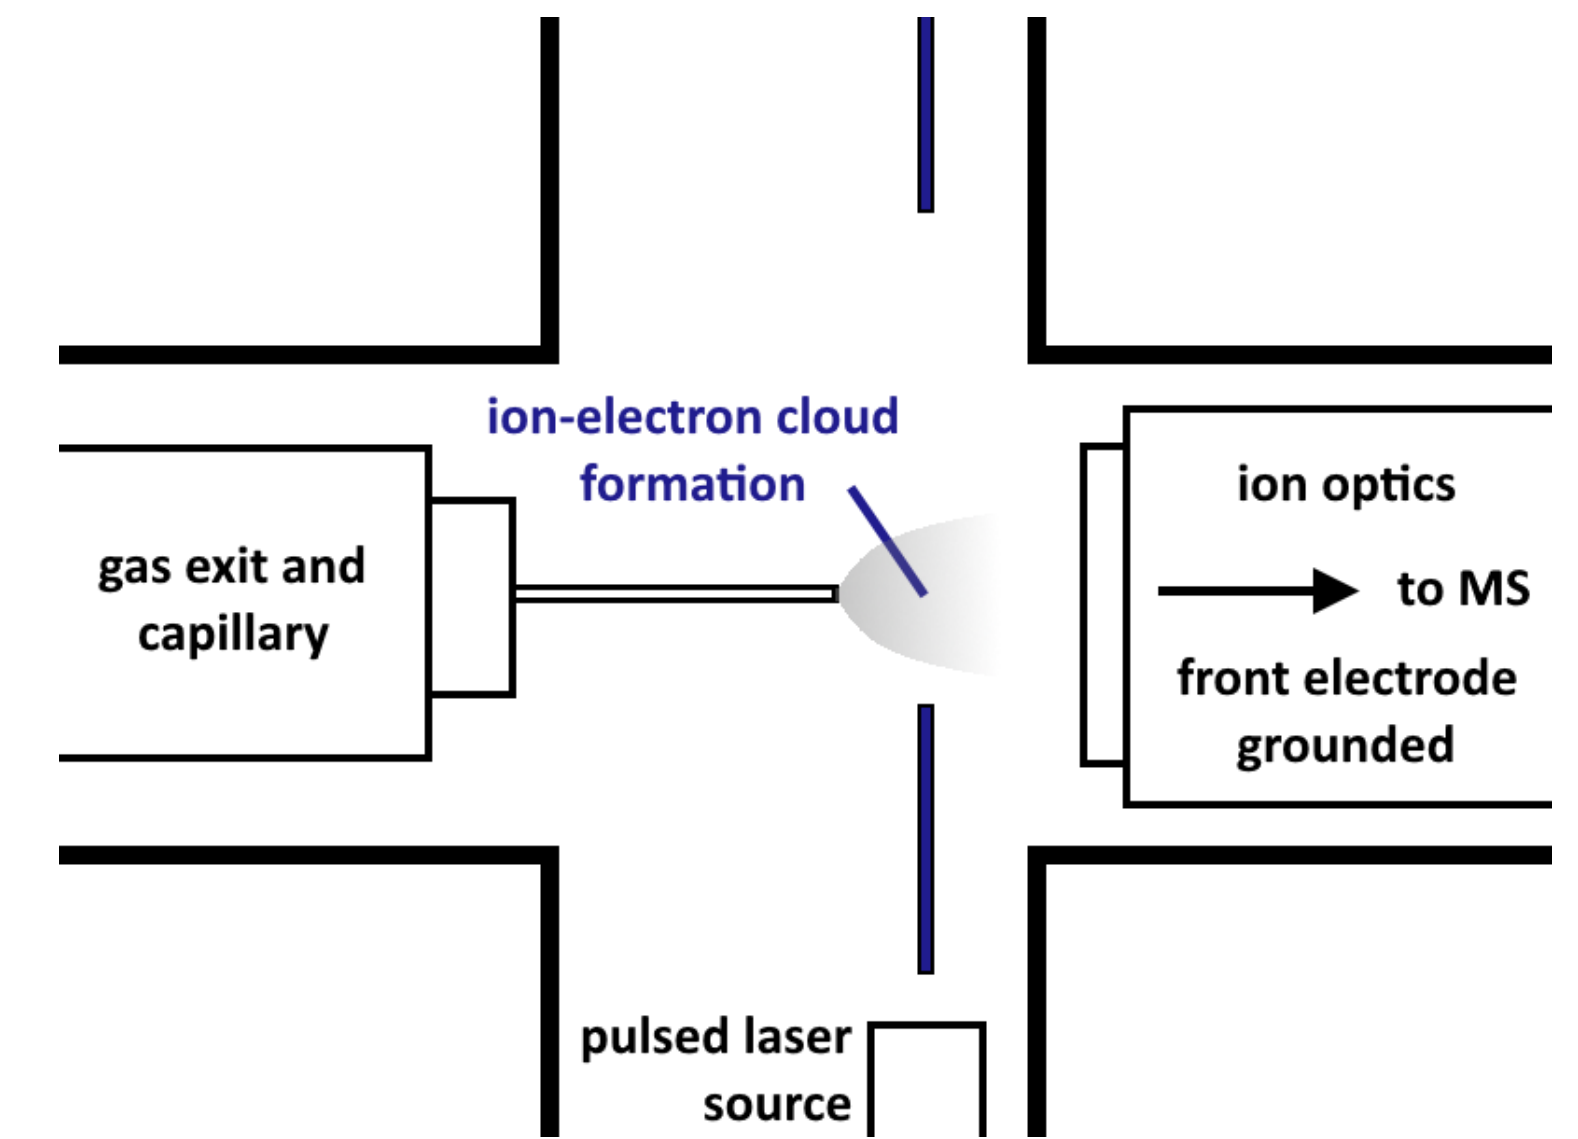 ion-electron cloud
formation
gas exit and
capillary
ion optics
to MS
front electrode
grounded
pulsed laser
source